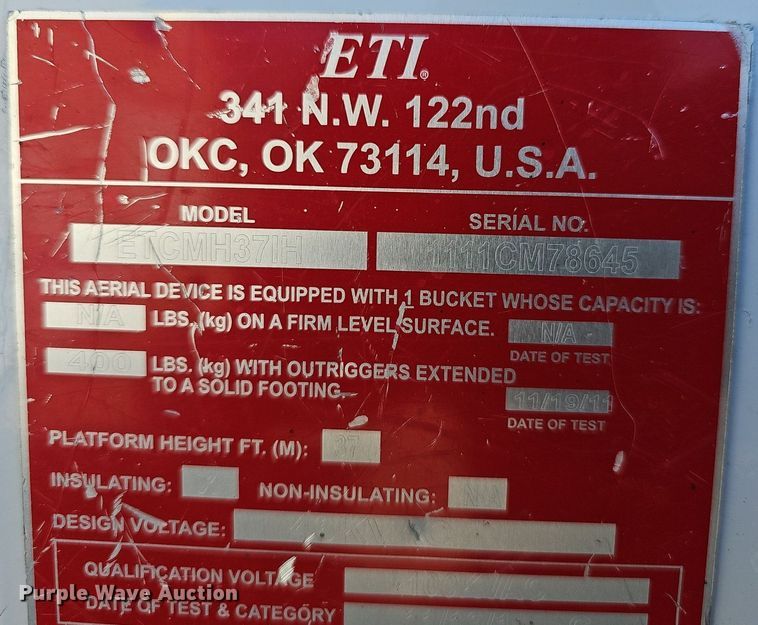 ETI®
341 N.W. 122nd
OKC, OK 73114, U.S.A.
MODEL SERIAL NO.
ETCMH37IH 1111CM78645
THIS AERIAL DEVICE IS EQUIPPED WITH 1 BUCKET WHOSE CAPACITY IS:
N/A LBS. (kg) ON A FIRM LEVEL SURFACE. N/A
DATE OF TEST
400 LBS. (kg) WITH OUTRIGGERS EXTENDED
TO A SOLID FOOTING. 11/19/11
DATE OF TEST
PLATFORM HEIGHT FT. (M): 37
INSULATING: NON-INSULATING: N/A
DESIGN VOLTAGE:
QUALIFICATION VOLTAGE
DATE OF TEST & CATEGORY
Purple Wave Auction